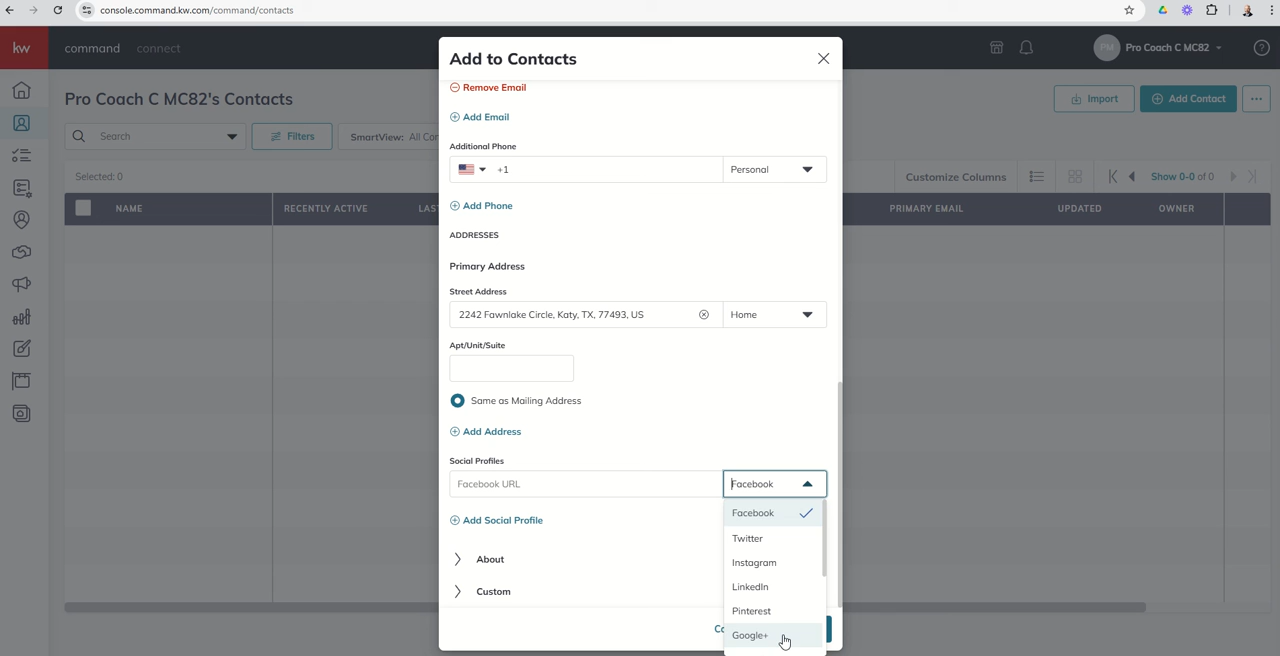 console.command.kw.com/command/contacts
kw
command
connect
PM
Pro Coach C MC82
Pro Coach C MC82's Contacts
Import
Add Contact
Search
Filters
SmartView: All Con
Selected: 0
Customize Columns
Show 0-0 of 0
NAME
RECENTLY ACTIVE
LAS
PRIMARY EMAIL
UPDATED
OWNER
Add to Contacts
Remove Email
Add Email
Additional Phone
+1
Personal
Add Phone
ADDRESSES
Primary Address
Street Address
2242 Fawnlake Circle, Katy, TX, 77493, US
Home
Apt/Unit/Suite
Same as Mailing Address
Add Address
Social Profiles
Facebook URL
Facebook
Facebook
Twitter
Instagram
LinkedIn
Pinterest
Google+
Add Social Profile
About
Custom